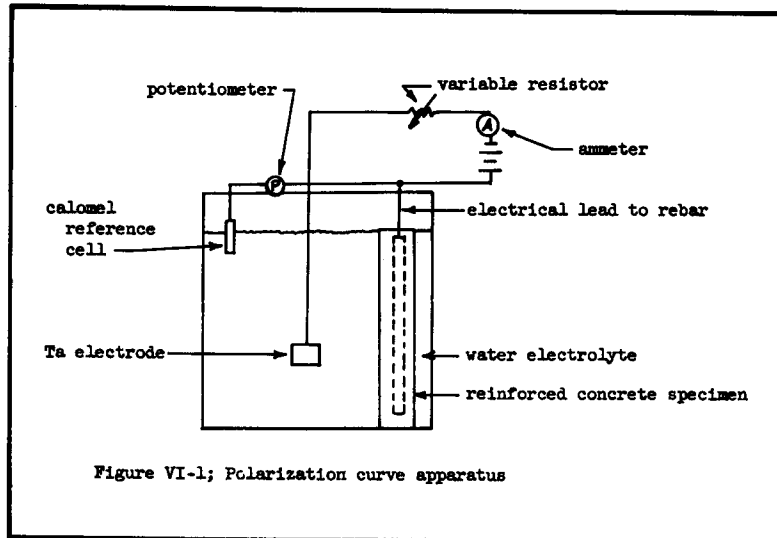 variable resistor
potentiometer
A
ammeter
P
calomel
reference
cell
electrical lead to rebar
Ta electrode
water electrolyte
reinforced concrete specimen
Figure VI-1; Polarization curve apparatus